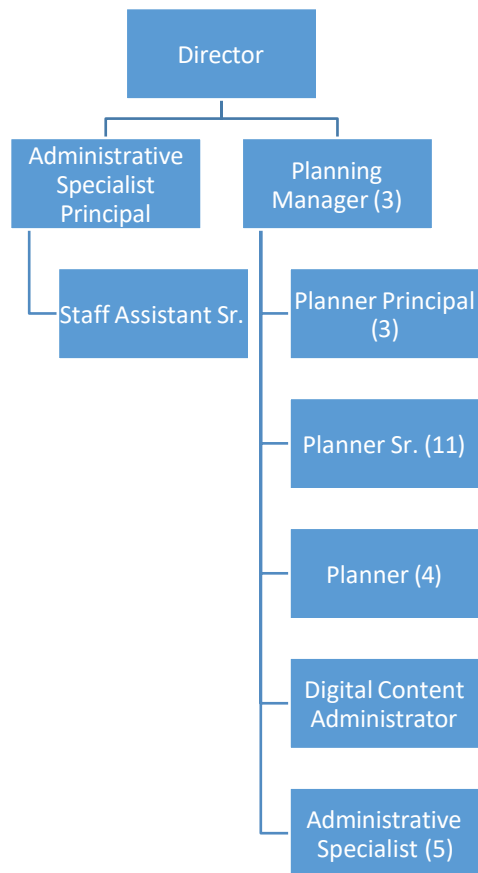 Director
Administrative
Specialist
Principal
Planning
Manager (3)
Staff Assistant Sr.
Planner Principal
(3)
Planner Sr. (11)
Planner (4)
Digital Content
Administrator
Administrative
Specialist (5)